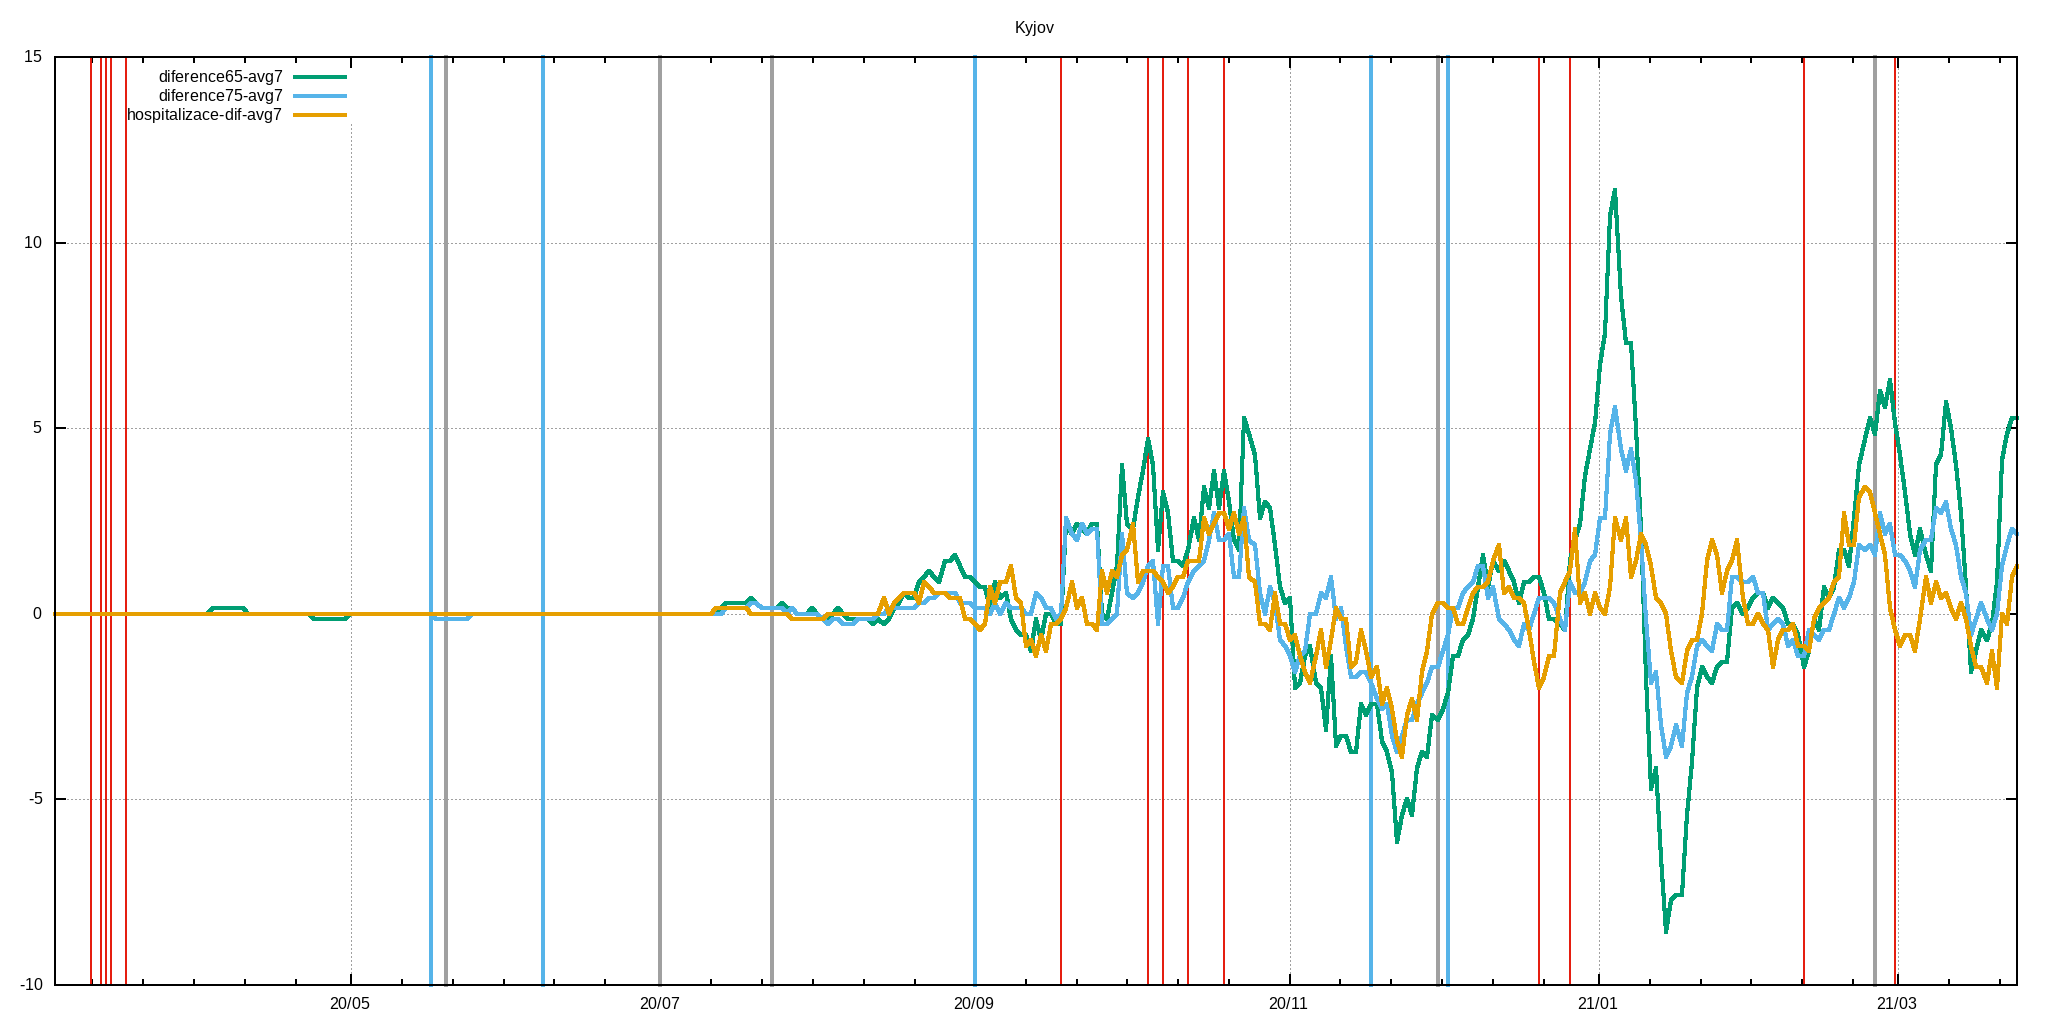 Kyjov
15
diference65-avg7
diference75-avg7
hospitalizace-dif-avg7
10
5
0
-5
-10
20/05 20/07 20/09 20/11 21/01 21/03